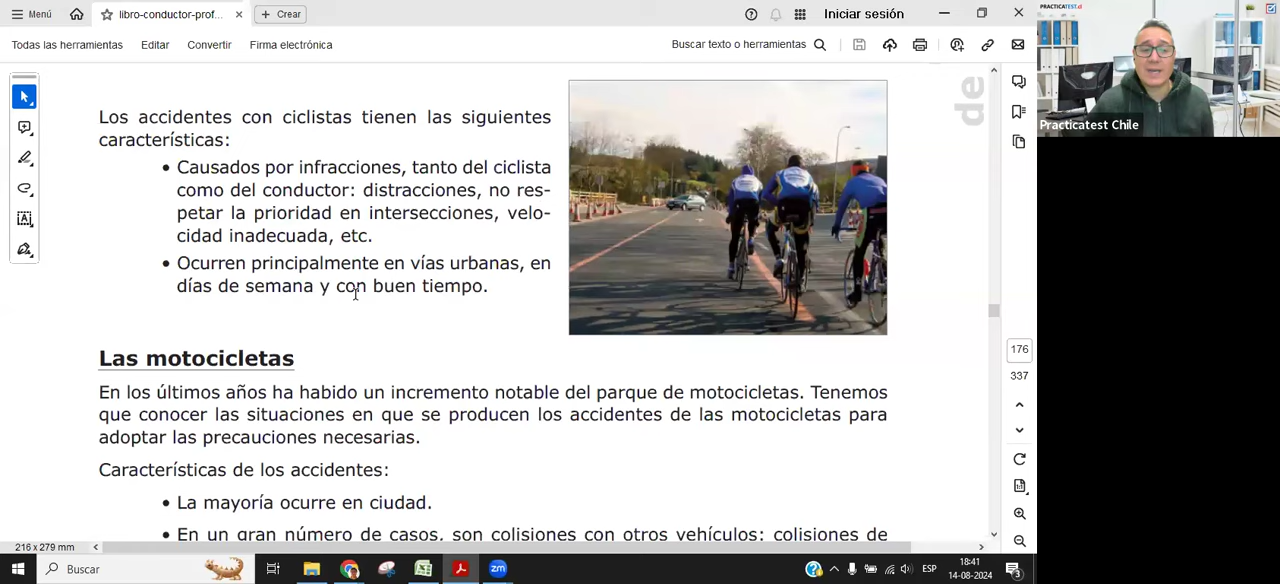 Menú
libro-conductor-prof...
Crear
Iniciar sesión
Todas las herramientas
Editar
Convertir
Firma electrónica
Buscar texto o herramientas
PRACTICATEST.cl
Practicatest Chile
de
Los accidentes con ciclistas tienen las siguientes
características:
• Causados por infracciones, tanto del ciclista
como del conductor: distracciones, no res-
petar la prioridad en intersecciones, velo-
cidad inadecuada, etc.
• Ocurren principalmente en vías urbanas, en
días de semana y con buen tiempo.
Las motocicletas
En los últimos años ha habido un incremento notable del parque de motocicletas. Tenemos
que conocer las situaciones en que se producen los accidentes de las motocicletas para
adoptar las precauciones necesarias.
Características de los accidentes:
• La mayoría ocurre en ciudad.
• En un gran número de casos, son colisiones con otros vehículos: colisiones de
176
337
216 x 279 mm
Buscar
zm
ESP
18:41
14-08-2024
3